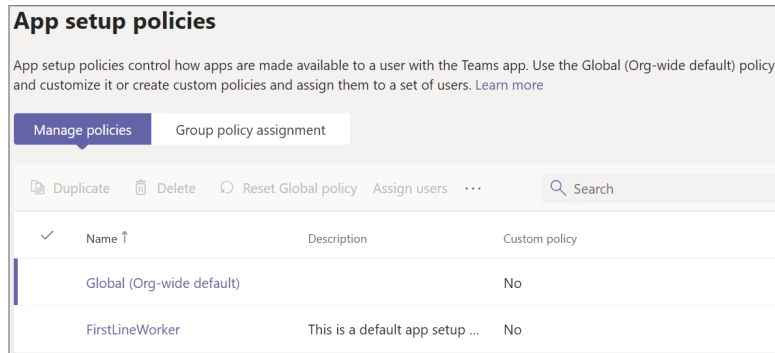 App setup policies
App setup policies control how apps are made available to a user with the Teams app. Use the Global (Org-wide default) policy
and customize it or create custom policies and assign them to a set of users. Learn more
Manage policies Group policy assignment
Duplicate Delete Reset Global policy Assign users ... Search
Name ↑ Description Custom policy
Global (Org-wide default) No
FirstLineWorker This is a default app setup ... No